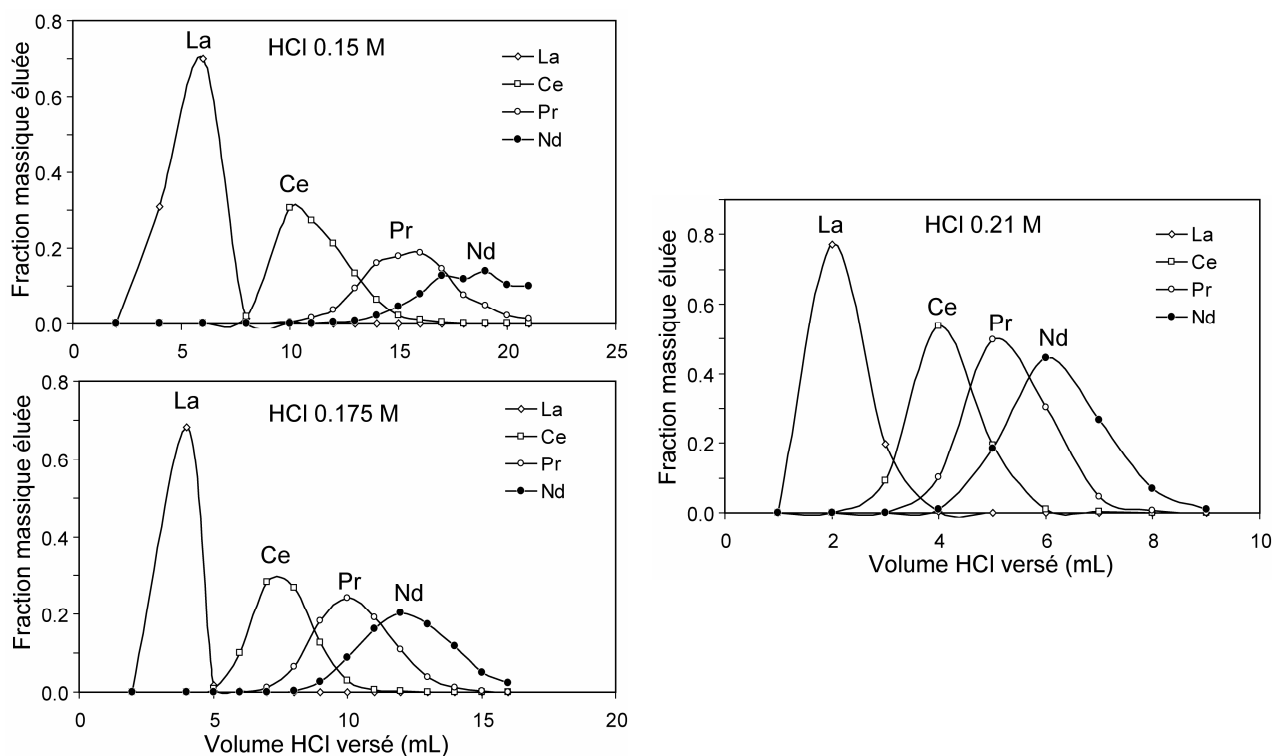 HCl 0.15 M
Fraction massique éluée
0.8
0.6
0.4
0.2
0.0
0 5 10 15 20 25
La
Ce
Pr
Nd
La
Ce
Pr
Nd
HCl 0.175 M
Fraction massique éluée
0.8
0.6
0.4
0.2
0.0
0 5 10 15 20
Volume HCl versé (mL)
La
Ce
Pr
Nd
La
Ce
Pr
Nd
HCl 0.21 M
Fraction massique éluée
0.8
0.6
0.4
0.2
0.0
0 2 4 6 8 10
Volume HCl versé (mL)
La
Ce
Pr
Nd
La
Ce
Pr
Nd